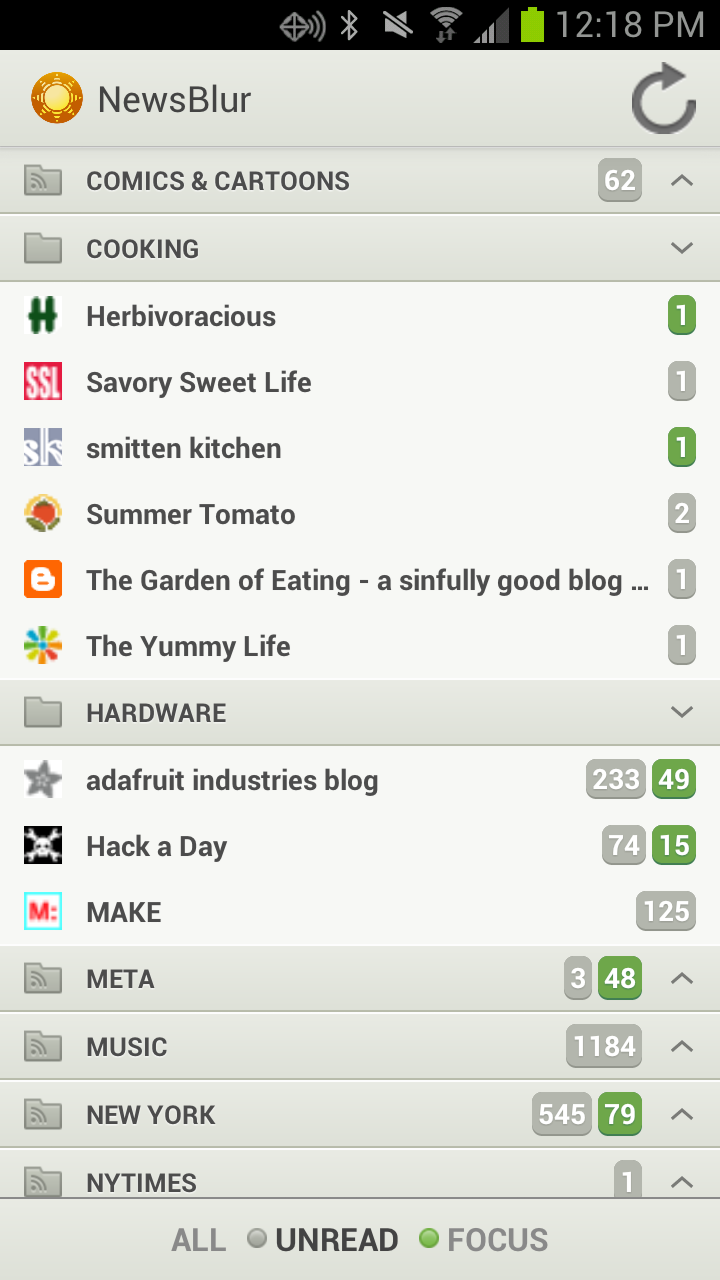 12:18 PM
NewsBlur
COMICS & CARTOONS 62
COOKING
Herbivoracious 1
SSL Savory Sweet Life 1
sk smitten kitchen 1
Summer Tomato 2
The Garden of Eating - a sinfully good blog ... 1
The Yummy Life 1
HARDWARE
adafruit industries blog 233 49
Hack a Day 74 15
M: MAKE 125
META 3 48
MUSIC 1184
NEW YORK 545 79
NYTIMES 1
ALL UNREAD FOCUS